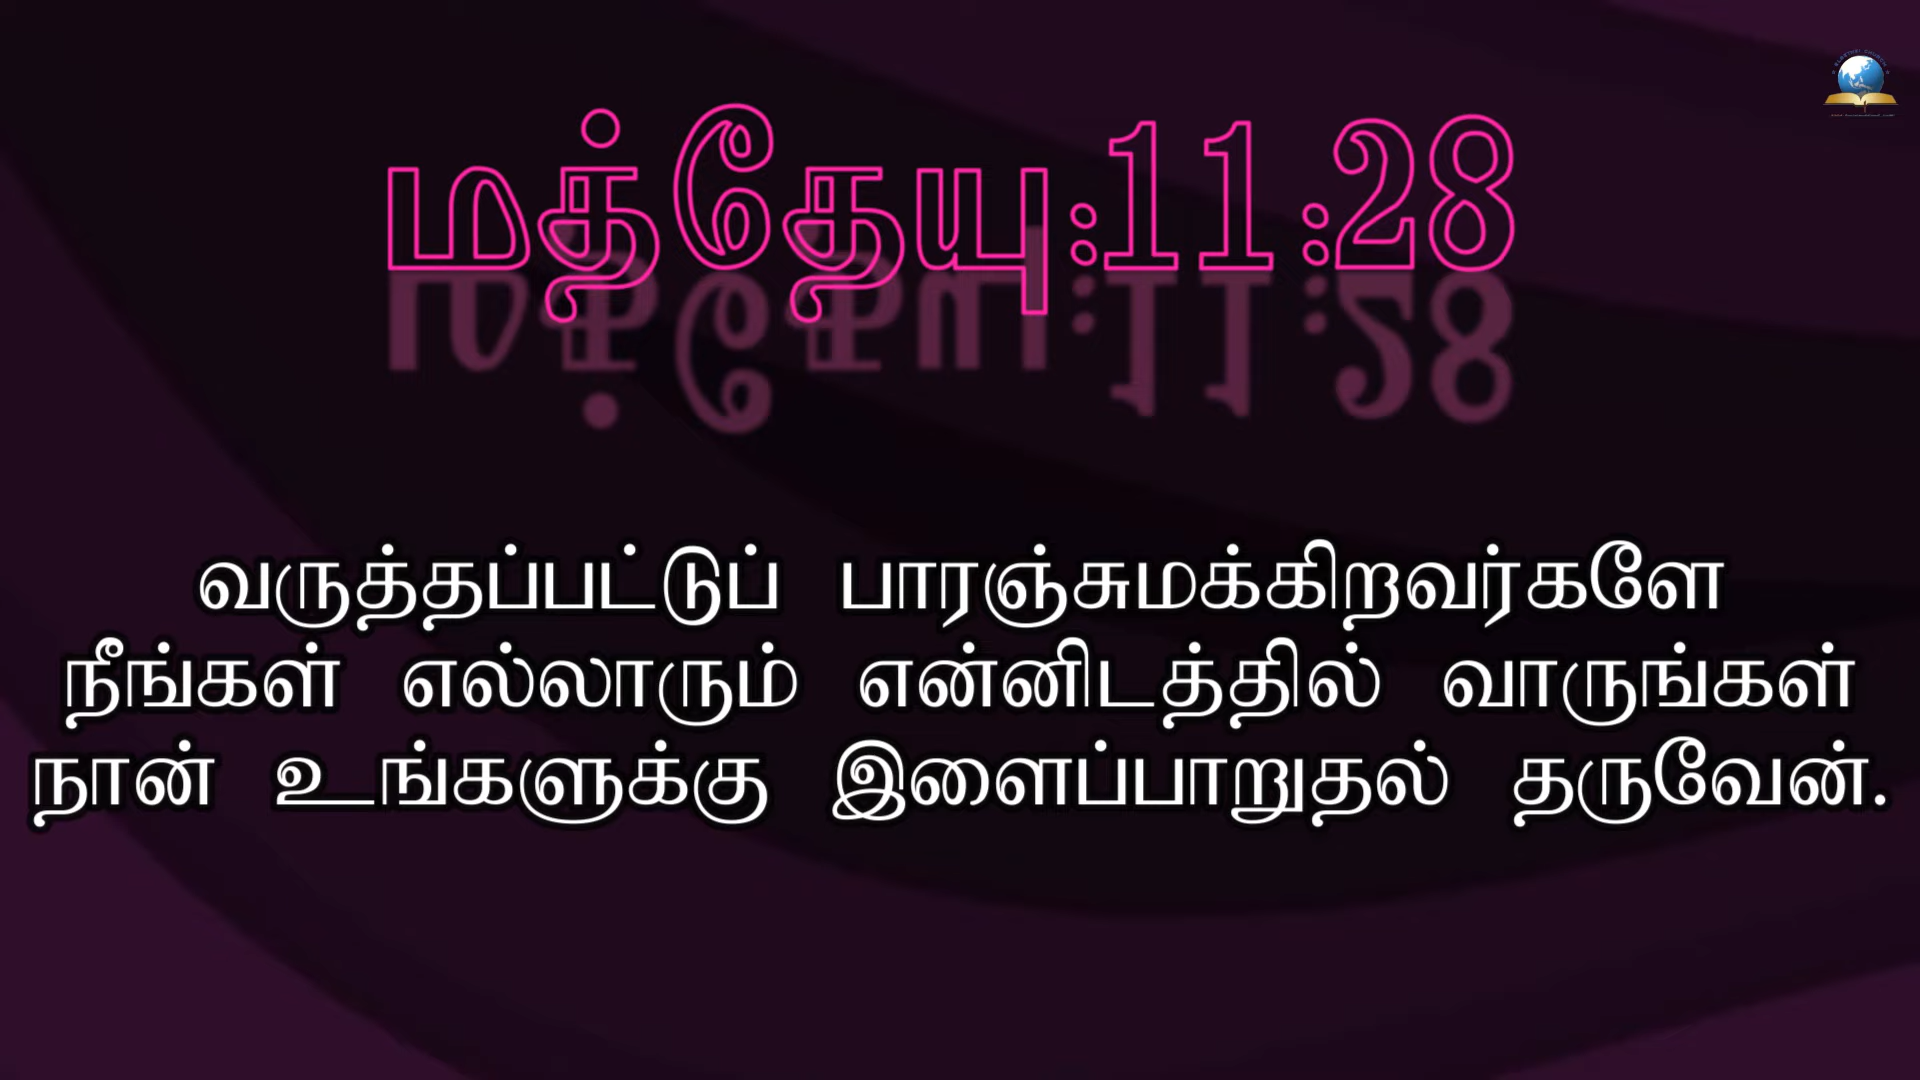 மத்தேயு:11:28
வருத்தப்பட்டுப் பாரஞ்சுமக்கிறவர்களே
நீங்கள் எல்லாரும் என்னிடத்தில் வாருங்கள்
நான் உங்களுக்கு இளைப்பாறுதல் தருவேன்.